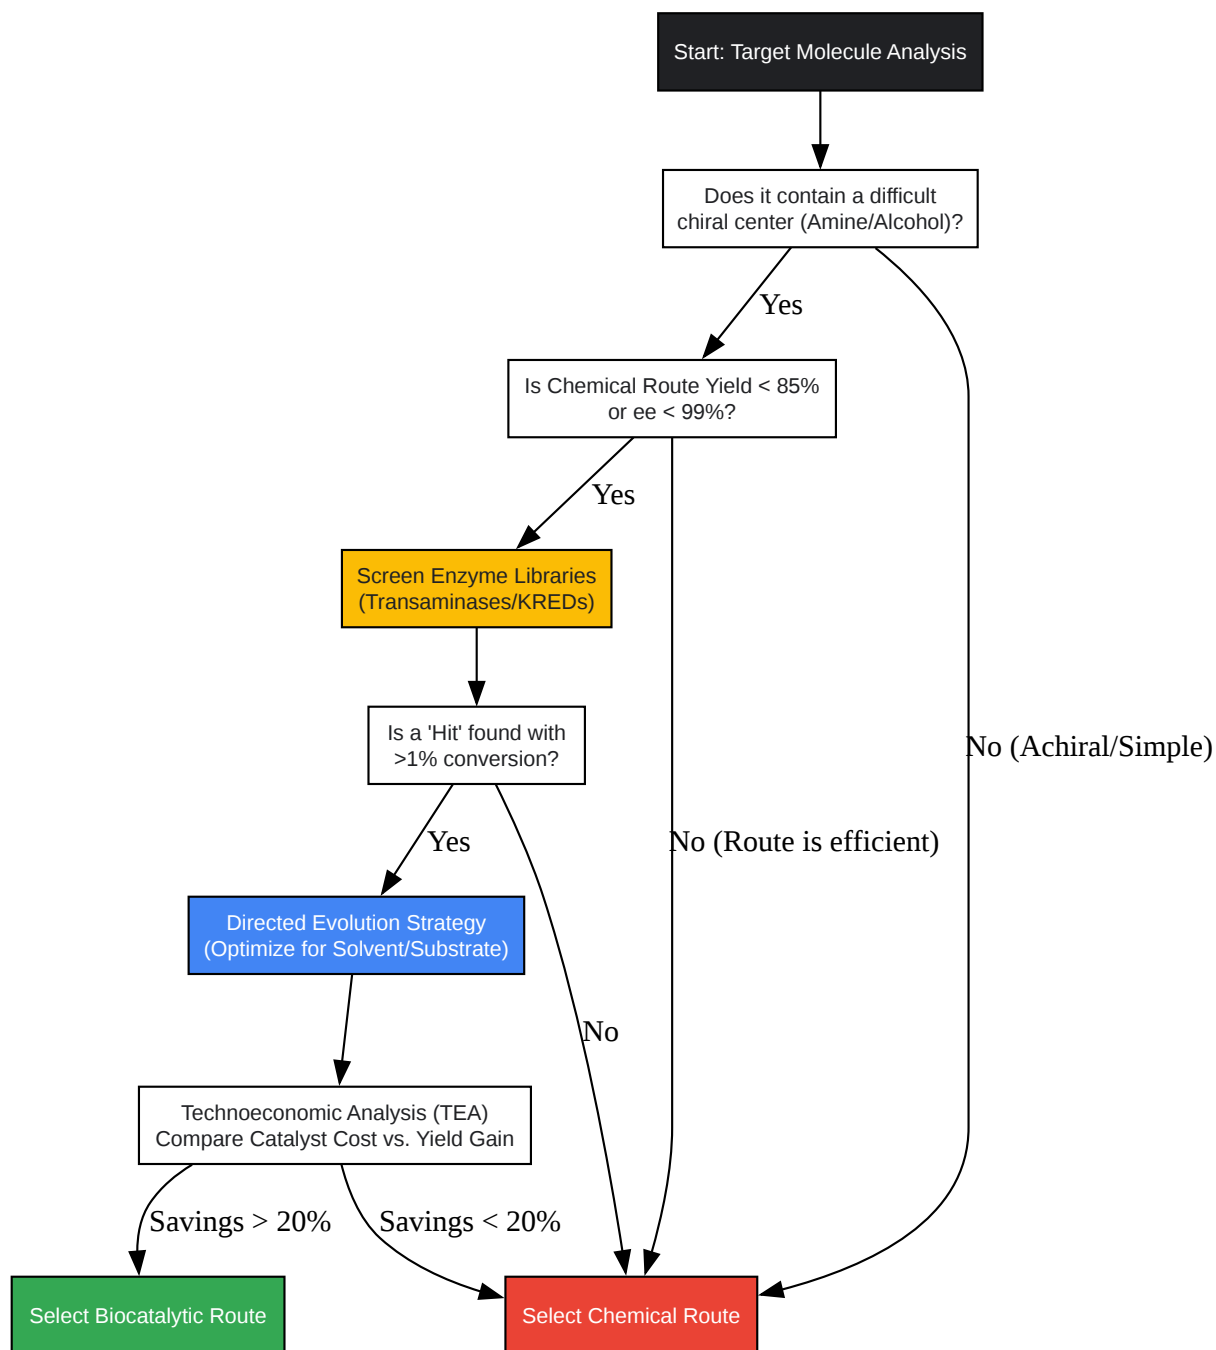 Start: Target Molecule Analysis
Does it contain a difficult
chiral center (Amine/Alcohol)?
Yes
Is Chemical Route Yield < 85%
or ee < 99%?
Yes
Screen Enzyme Libraries
(Transaminases/KREDs)
Is a 'Hit' found with
>1% conversion?
No (Achiral/Simple)
Yes
No (Route is efficient)
Directed Evolution Strategy
(Optimize for Solvent/Substrate)
No
Technoeconomic Analysis (TEA)
Compare Catalyst Cost vs. Yield Gain
Savings > 20%
Savings < 20%
Select Biocatalytic Route
Select Chemical Route